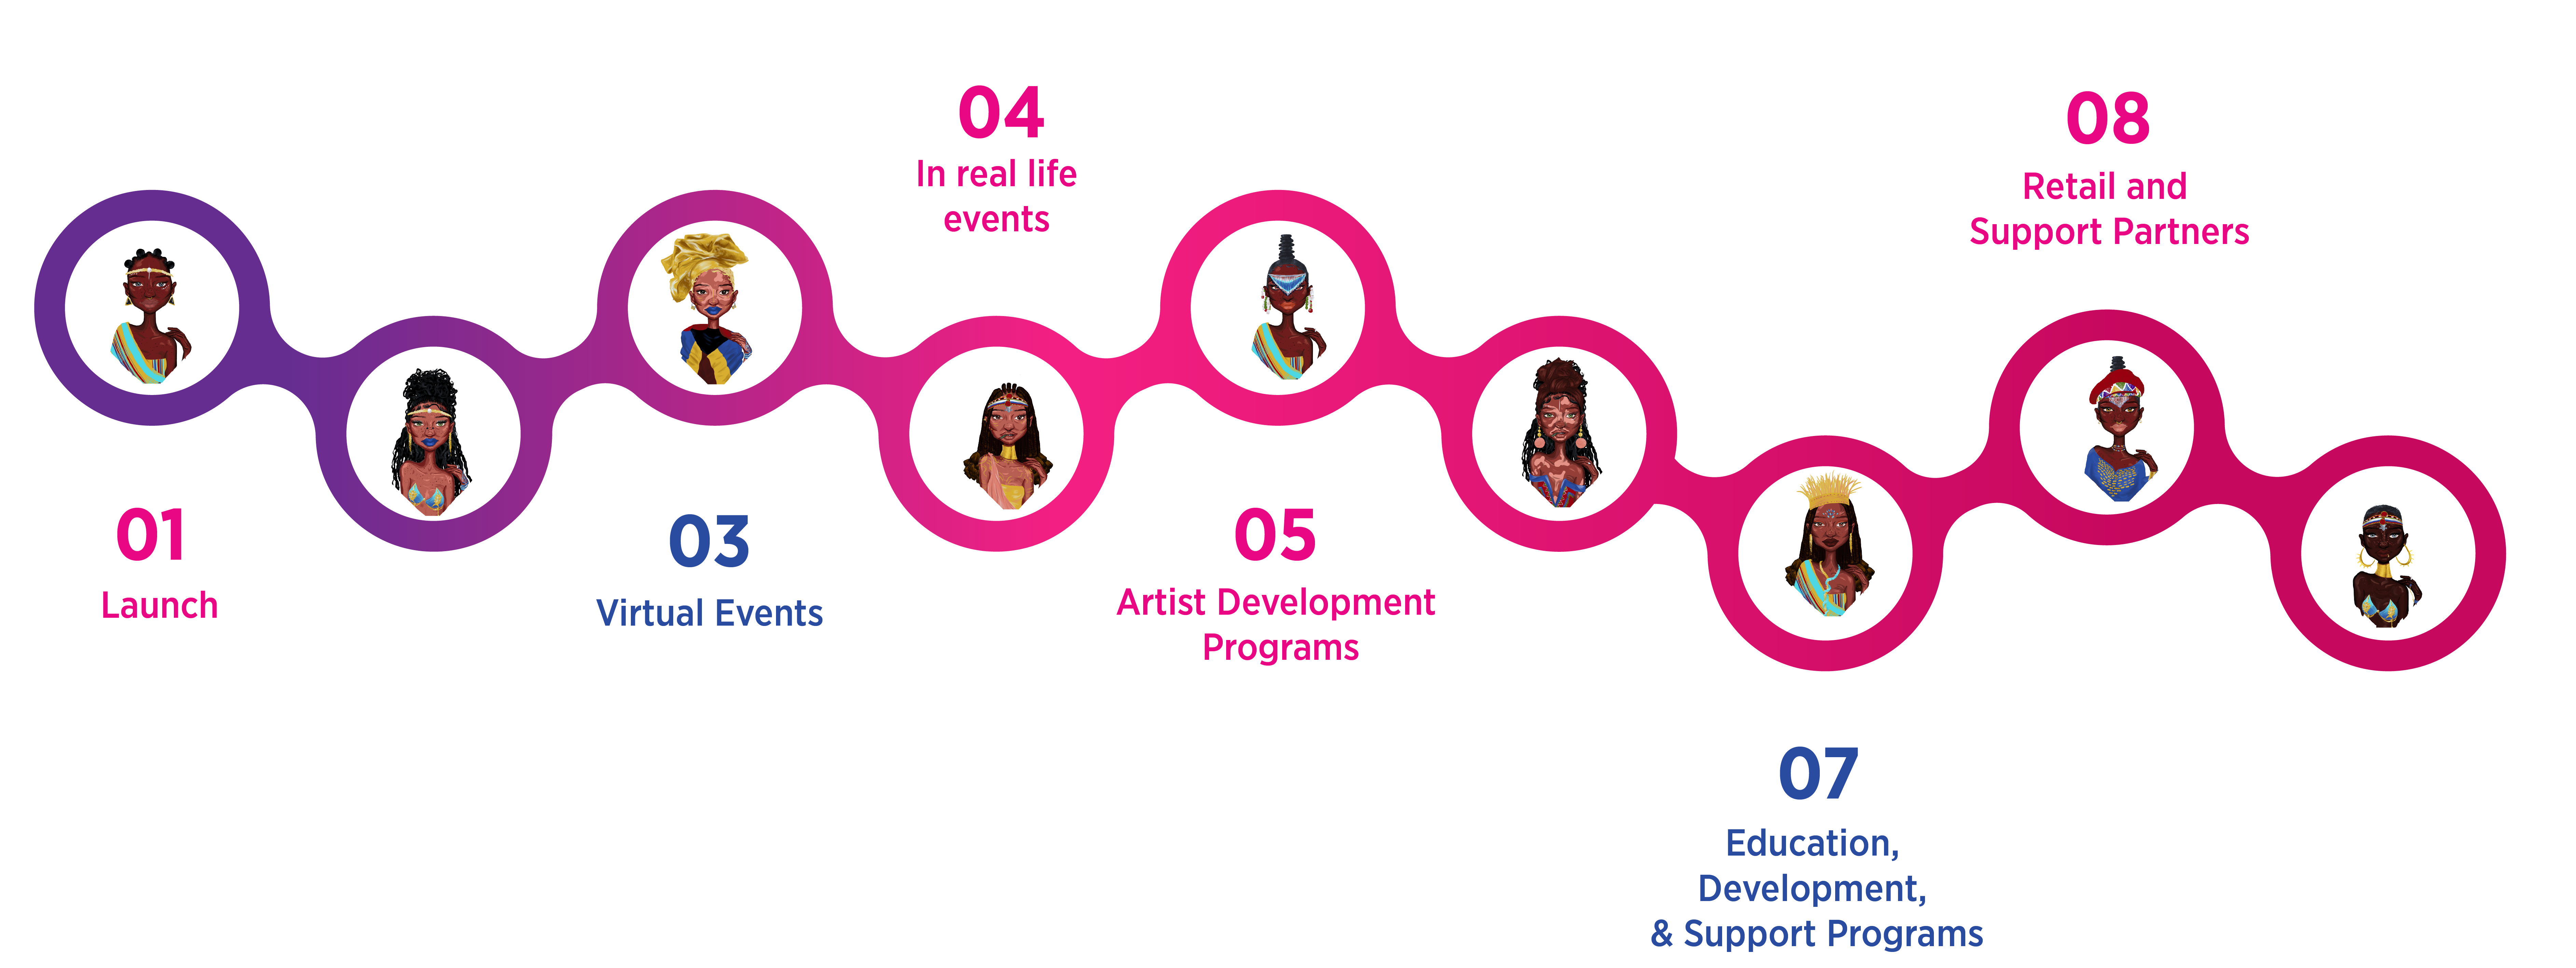 01
Launch
03
Virtual Events
04
In real life
events
05
Artist Development
Programs
07
Education,
Development,
& Support Programs
08
Retail and
Support Partners